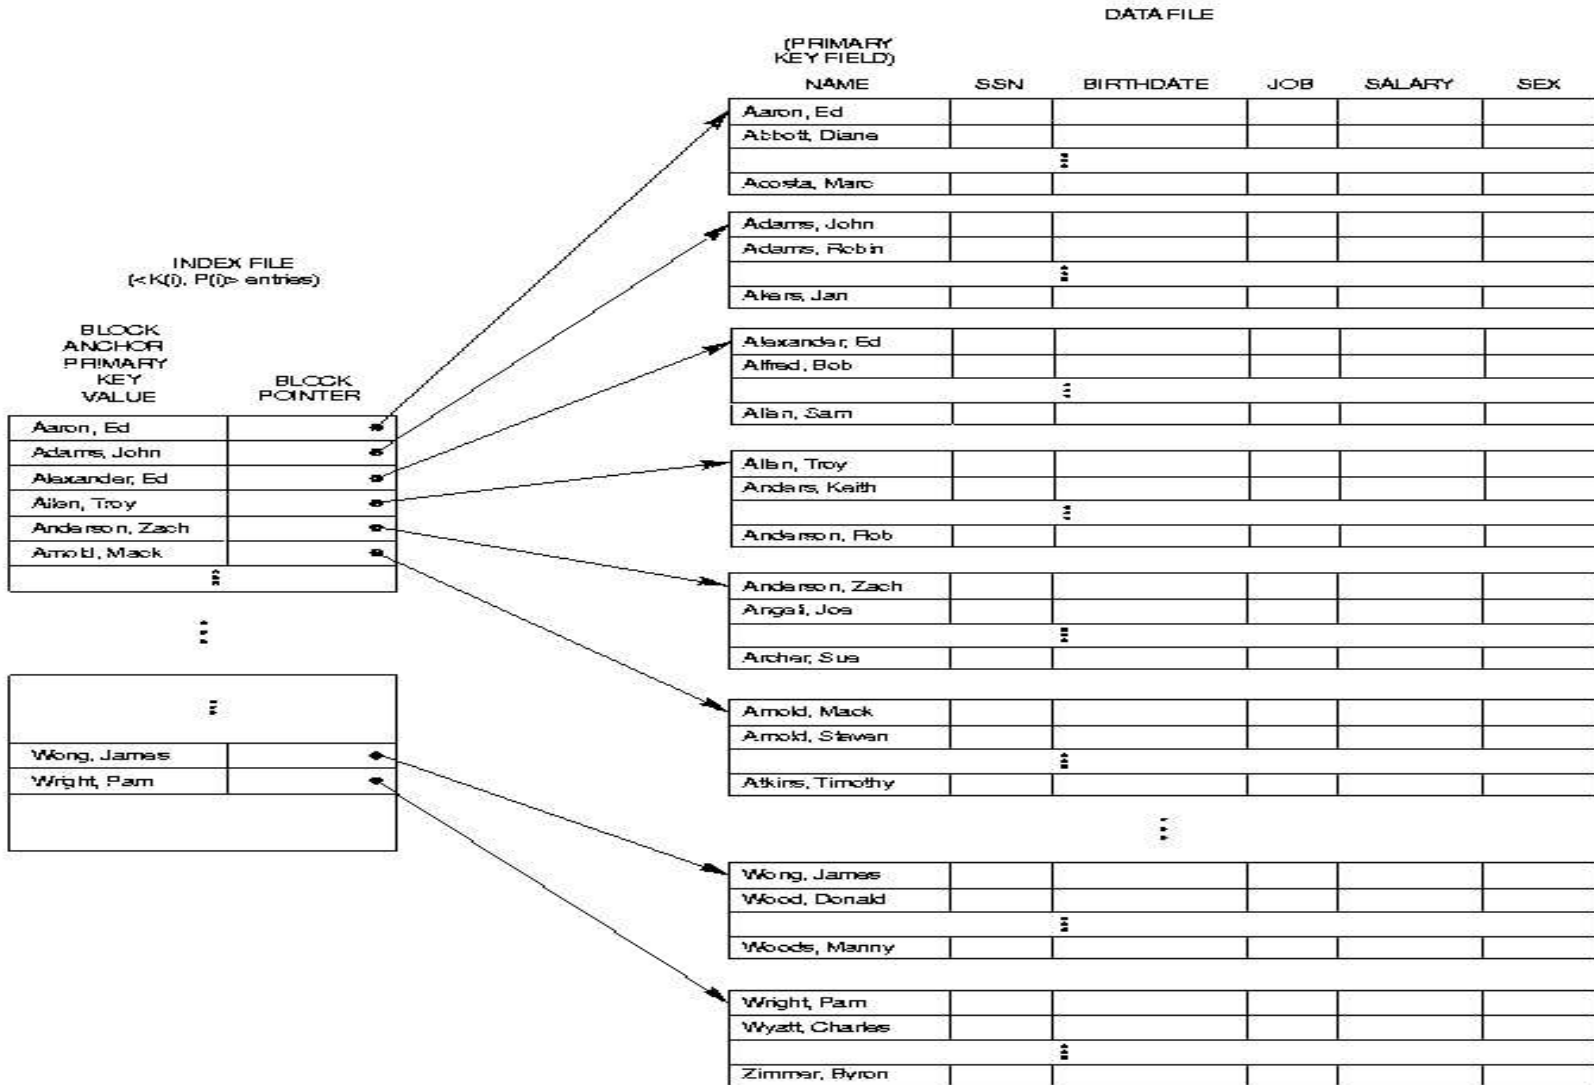 DATA FILE
(PRIMARY
KEY FIELD)
NAME SSN BIRTHDATE JOB SALARY SEX
Aaron, Ed
Abbott, Diane
Acosta, Marc
Adams, John
Adams, Robin
Akers, Jan
Alexander, Ed
Alfred, Bob
Allen, Sam
Allen, Troy
Anders, Keith
Anderson, Rob
Anderson, Zach
Angeli, Joe
Archer, Sue
Arnold, Mack
Arnold, Steven
Atkins, Timothy
Wong, James
Wood, Donald
Woods, Manny
Wright, Pam
Wyatt, Charles
Zimmer, Byron
INDEX FILE
(<K(i), P(i)> entries)
BLOCK
ANCHOR
PRIMARY
KEY
VALUE
BLOCK
POINTER
Aaron, Ed
Adams, John
Alexander, Ed
Allen, Troy
Anderson, Zach
Arnold, Mack
Wong, James
Wright, Pam